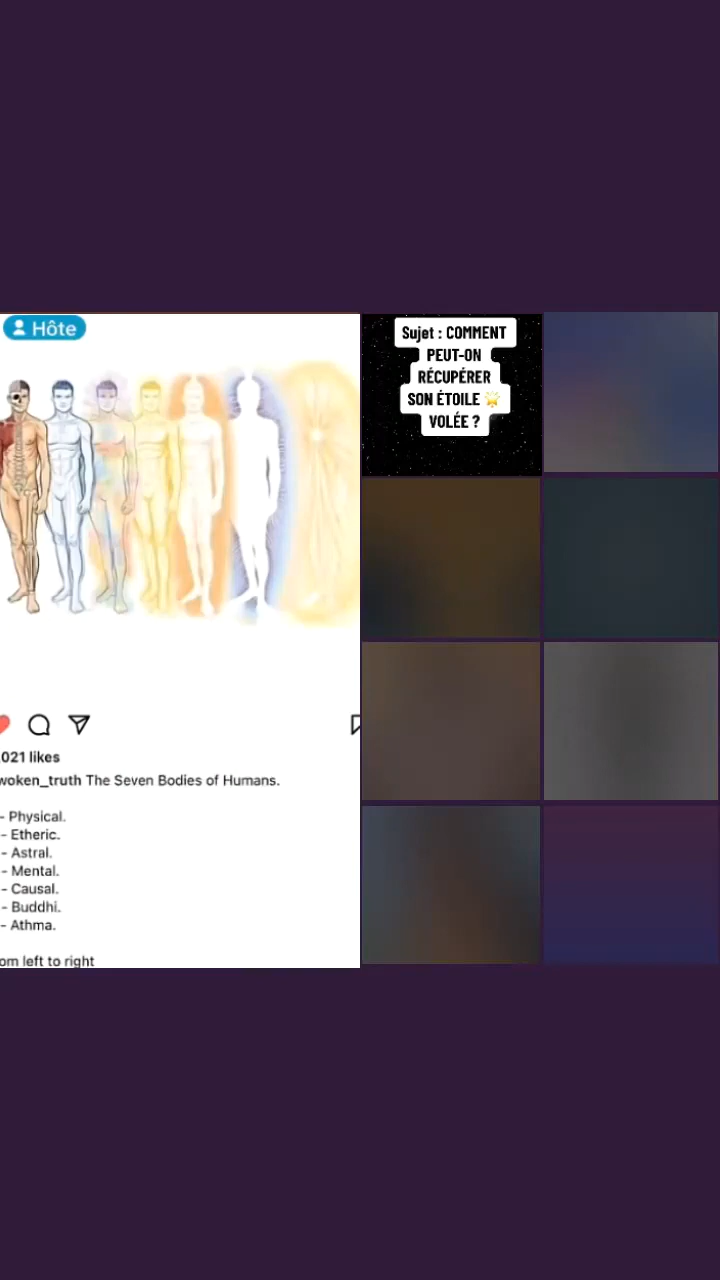 Hôte
Sujet : COMMENT
PEUT-ON
RÉCUPÉRER
SON ÉTOILE 🌟
VOLÉE ?
021 likes
woken_truth The Seven Bodies of Humans.
- Physical.
- Etheric.
- Astral.
- Mental.
- Causal.
- Buddhi.
- Athma.
om left to right